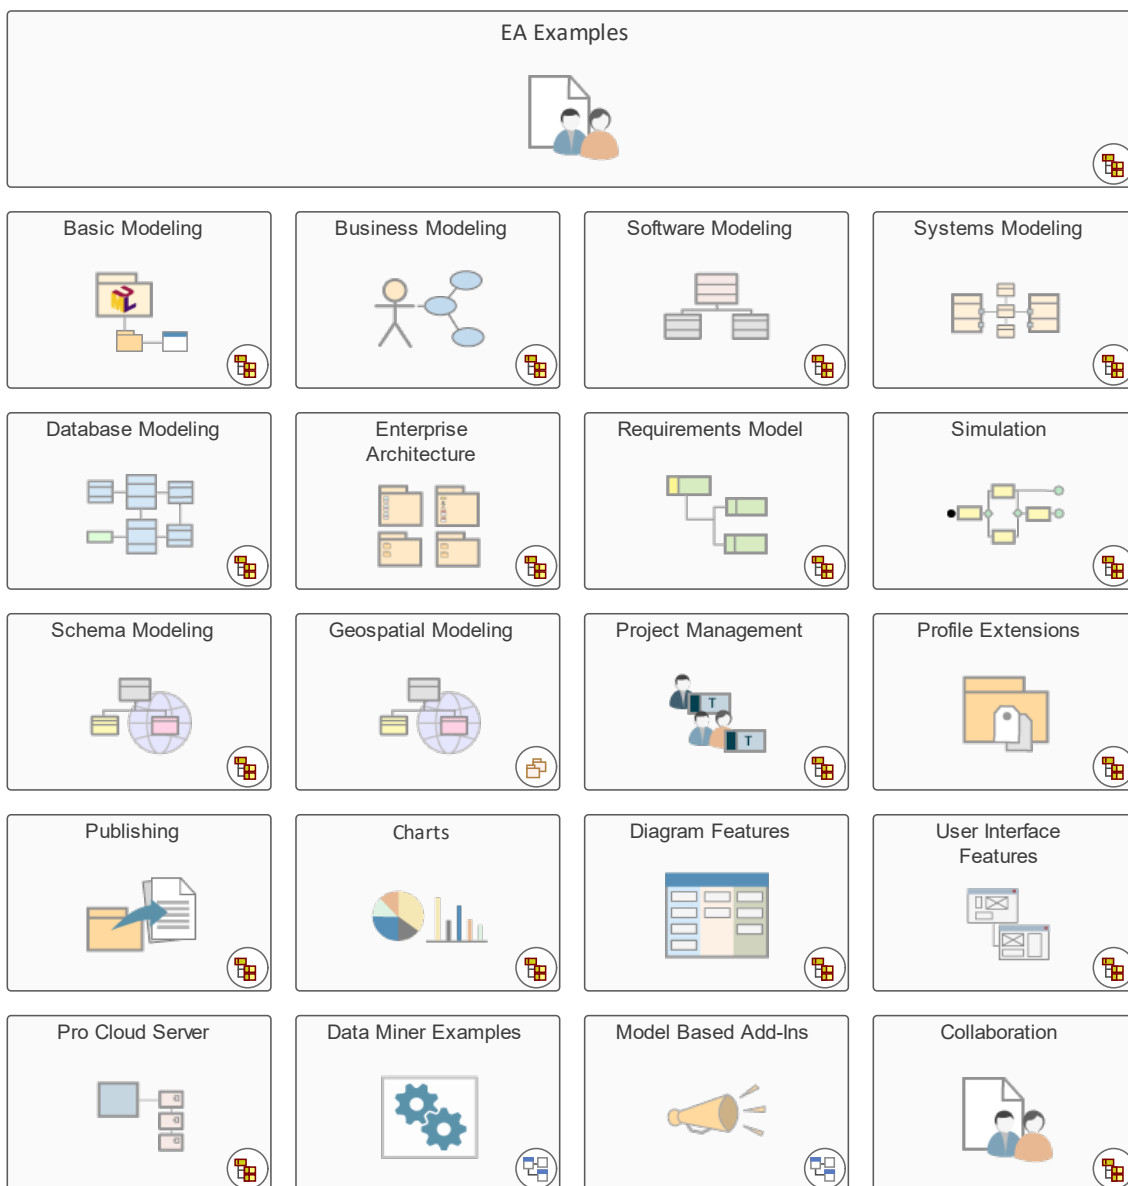 EA Examples
Basic Modeling
Business Modeling
Software Modeling
Systems Modeling
Database Modeling
Enterprise
Architecture
Requirements Model
Simulation
Schema Modeling
Geospatial Modeling
Project Management
T
T
Profile Extensions
Publishing
Charts
Diagram Features
User Interface
Features
Pro Cloud Server
Data Miner Examples
Model Based Add-Ins
Collaboration